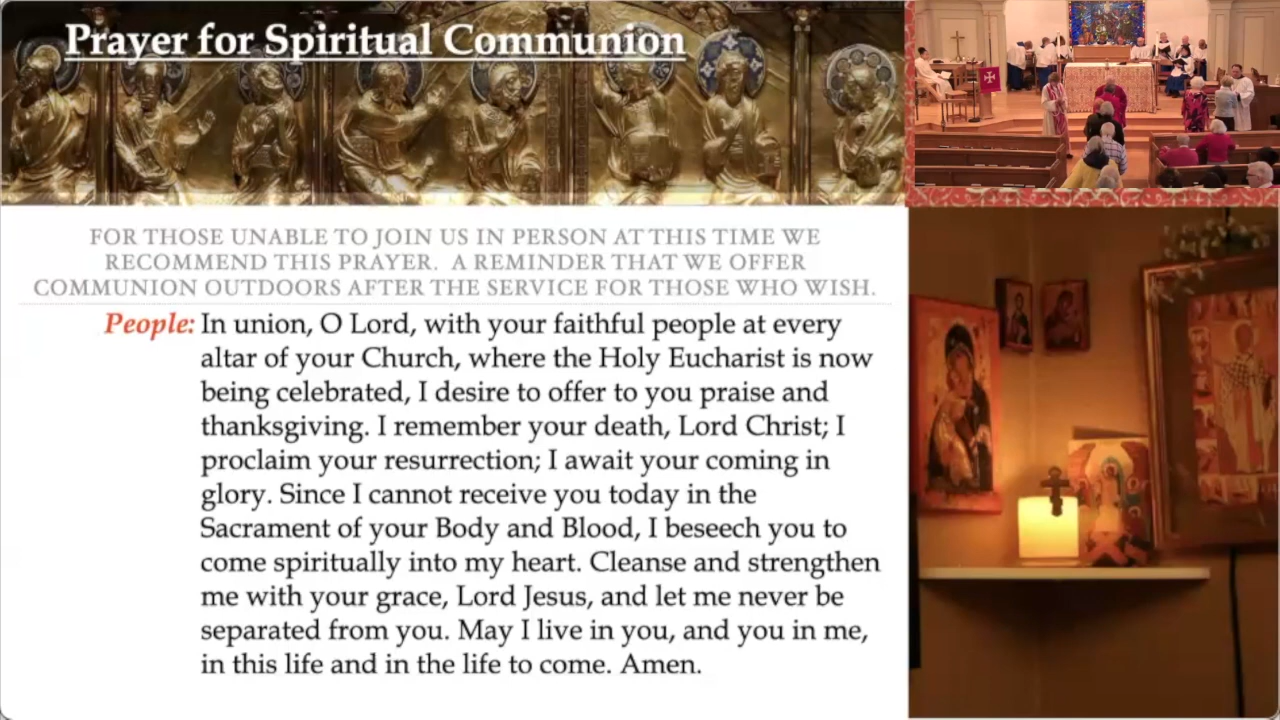 Prayer for Spiritual Communion
FOR THOSE UNABLE TO JOIN US IN PERSON AT THIS TIME WE
RECOMMEND THIS PRAYER. A REMINDER THAT WE OFFER
COMMUNION OUTDOORS AFTER THE SERVICE FOR THOSE WHO WISH.
People: In union, O Lord, with your faithful people at every
altar of your Church, where the Holy Eucharist is now
being celebrated, I desire to offer to you praise and
thanksgiving. I remember your death, Lord Christ; I
proclaim your resurrection; I await your coming in
glory. Since I cannot receive you today in the
Sacrament of your Body and Blood, I beseech you to
come spiritually into my heart. Cleanse and strengthen
me with your grace, Lord Jesus, and let me never be
separated from you. May I live in you, and you in me,
in this life and in the life to come. Amen.